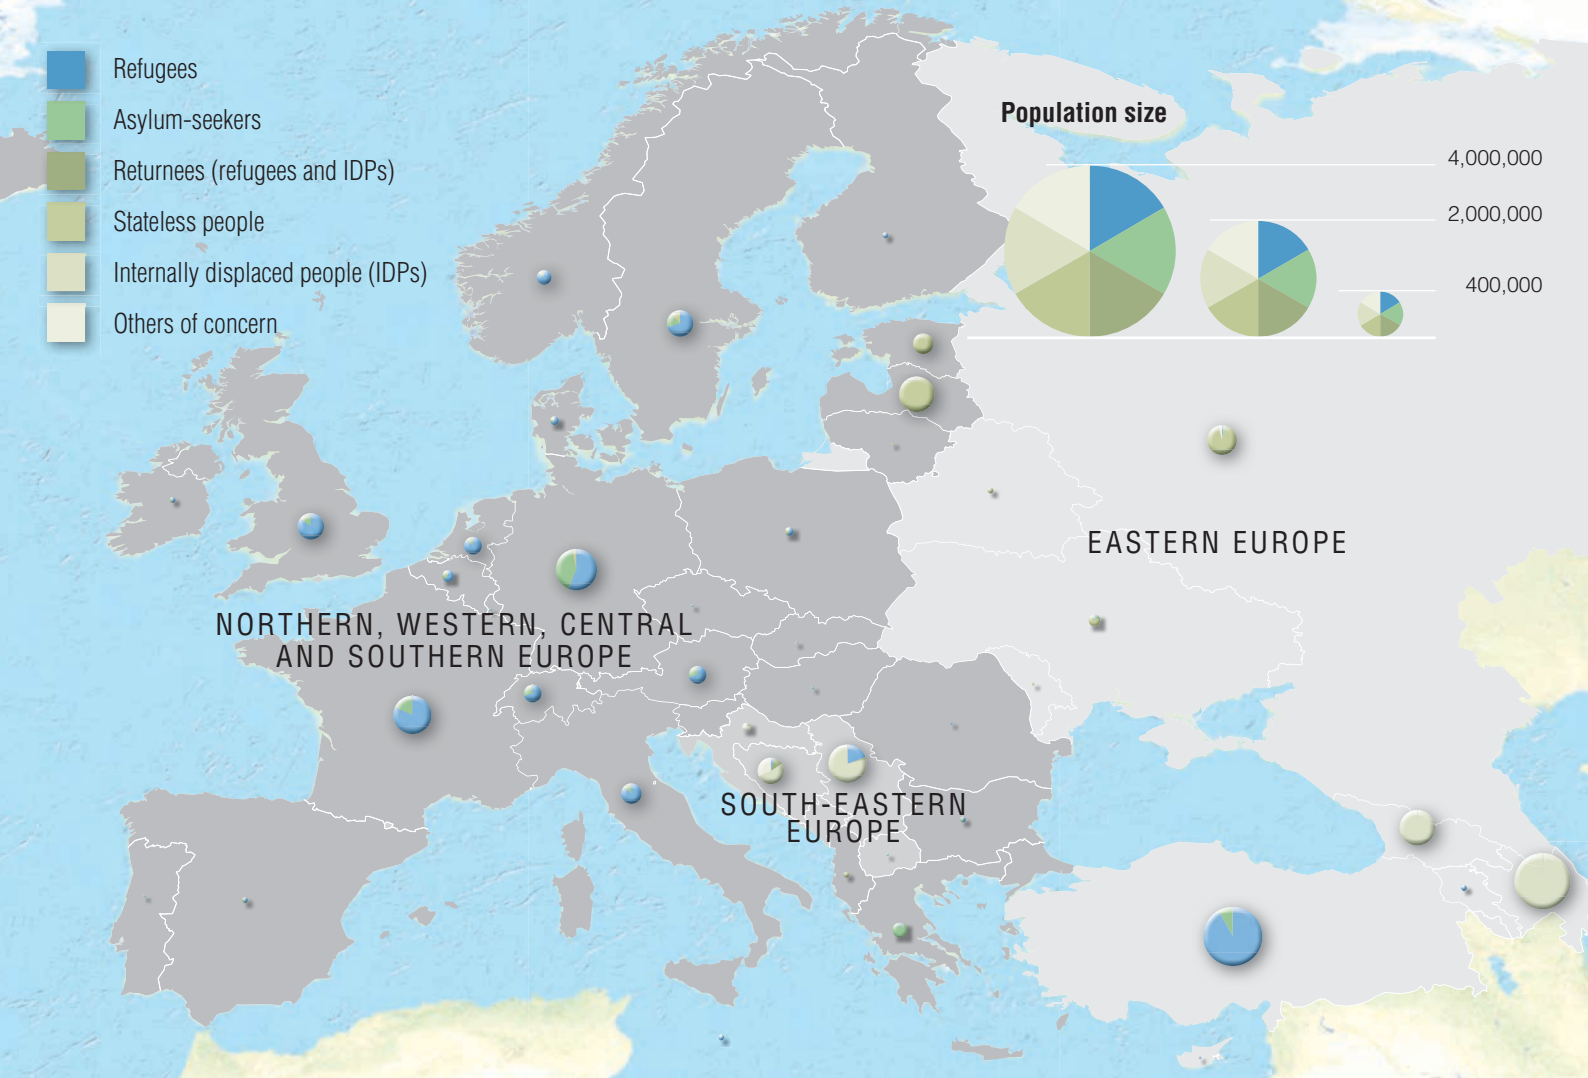 Refugees
Asylum-seekers
Returnees (refugees and IDPs)
Stateless people
Internally displaced people (IDPs)
Others of concern
Population size
4,000,000
2,000,000
400,000
EASTERN EUROPE
NORTHERN, WESTERN, CENTRAL
AND SOUTHERN EUROPE
SOUTH-EASTERN
EUROPE